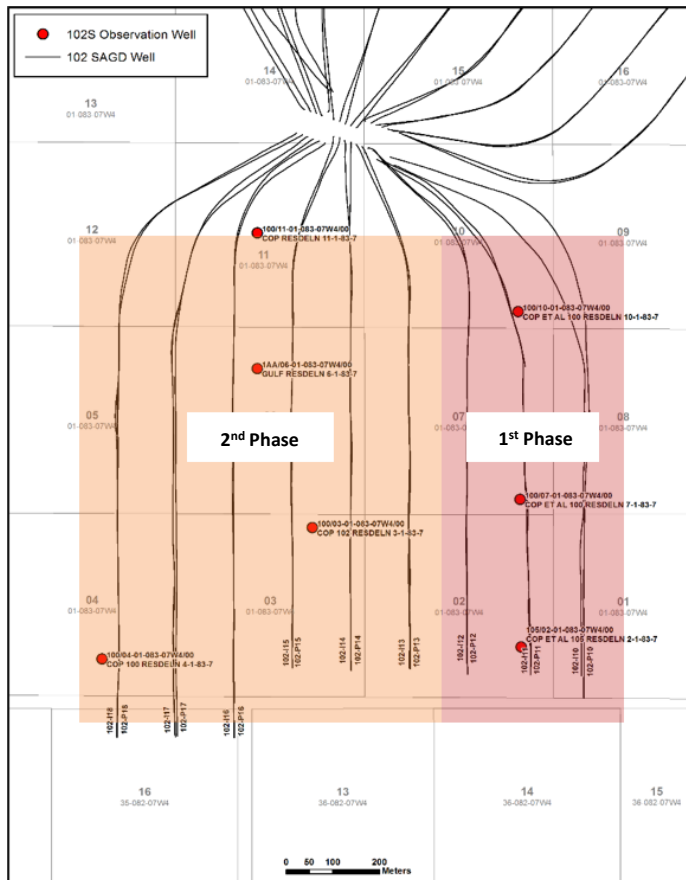 102S Observation Well
102 SAGD Well
14
01-083-07W4
15
01-083-07W4
16
01-083-07W4
13
01-083-07W4
12
01-083-07W4
100/11-01-083-07W4/00
COP RESDELN 11-1-83-7
11
01-083-07W4
10
01-083-07W4
09
01-083-07W4
100/10-01-083-07W4/00
COP ET AL 100 RESDELN 10-1-83-7
1AA/06-01-083-07W4/00
GULF RESDELN 6-1-83-7
05
01-083-07W4
07
01-083-07W4
08
01-083-07W4
2nd Phase
1st Phase
100/07-01-083-07W4/00
COP ET AL 100 RESDELN 7-1-83-7
100/03-01-083-07W4/00
COP 102 RESDELN 3-1-83-7
04
01-083-07W4
03
01-083-07W4
02
01-083-07W4
01
01-083-07W4
105/02-01-083-07W4/00
COP ET AL 105 RESDELN 2-1-83-7
100/04-01-083-07W4/00
COP 100 RESDELN 4-1-83-7
102-I15
102-P15
102-I14
102-P14
102-I13
102-P13
102-I12
102-P12
102-I11
102-P11
102-I10
102-P10
102-I18
102-P18
102-I17
102-P17
102-I16
102-P16
16
36-082-07W4
13
36-082-07W4
14
36-082-07W4
15
36-082-07W4
0 50 100 200
Meters